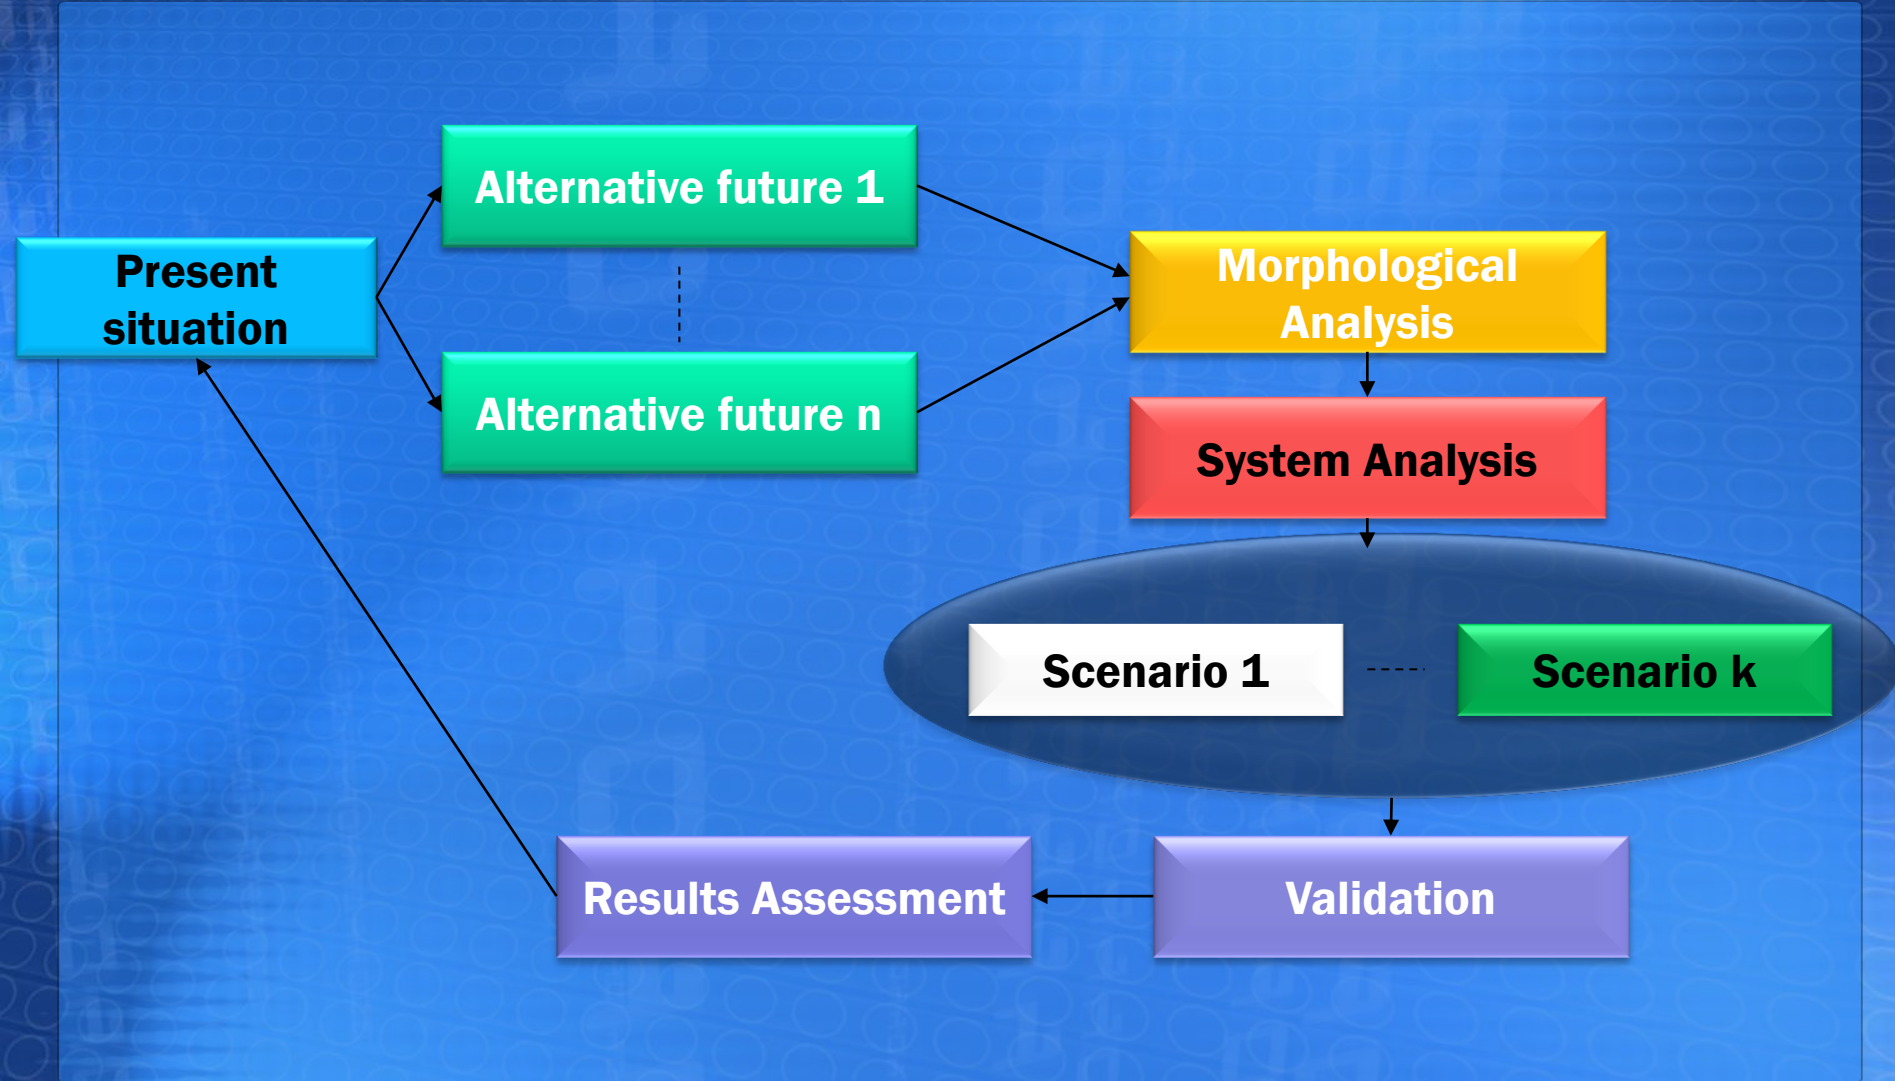 Present
situation
Alternative future 1
Alternative future n
Morphological
Analysis
System Analysis
Scenario 1
Scenario k
Results Assessment
Validation